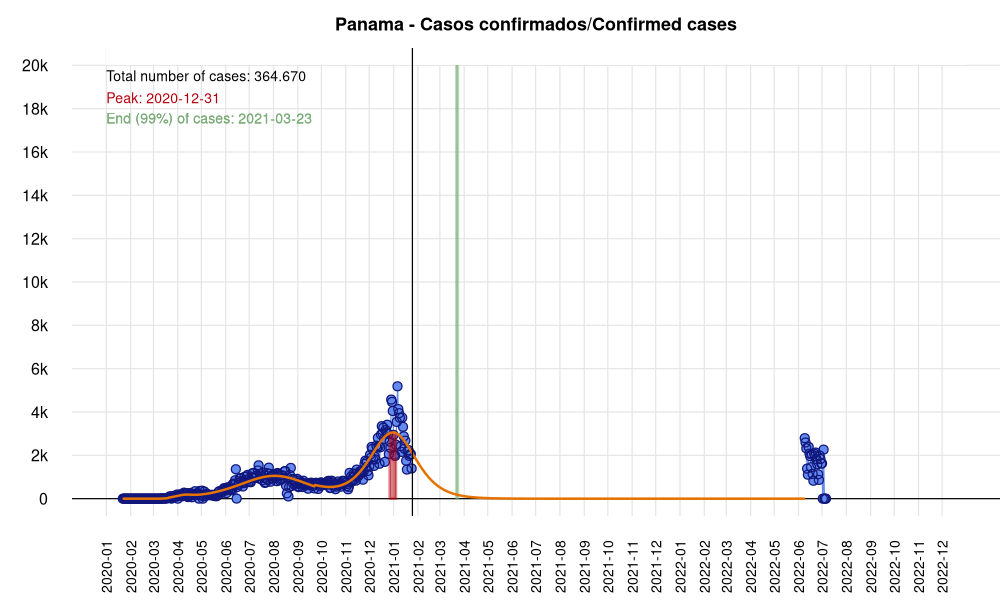 Panama - Casos confirmados/Confirmed cases
Total number of cases: 364.670
Peak: 2020-12-31
End (99%) of cases: 2021-03-23
20k
18k
16k
14k
12k
10k
8k
6k
4k
2k
0
2020-01
2020-02
2020-03
2020-04
2020-05
2020-06
2020-07
2020-08
2020-09
2020-10
2020-11
2020-12
2021-01
2021-02
2021-03
2021-04
2021-05
2021-06
2021-07
2021-08
2021-09
2021-10
2021-11
2021-12
2022-01
2022-02
2022-03
2022-04
2022-05
2022-06
2022-07
2022-08
2022-09
2022-10
2022-11
2022-12